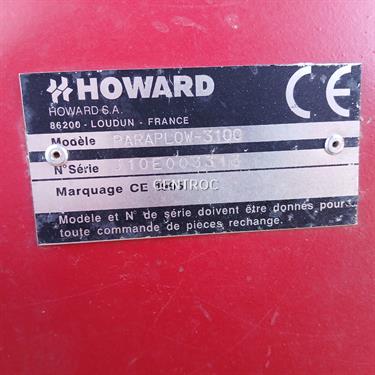 HOWARD
CE
HOWARD S.A.
86200 - LOUDUN - FRANCE
Modèle PARAPLOW-3100
N° Série
Marquage CE
CENTROC
Modèle et N° de série doivent être donnés pour
toute commande de pièces rechange.